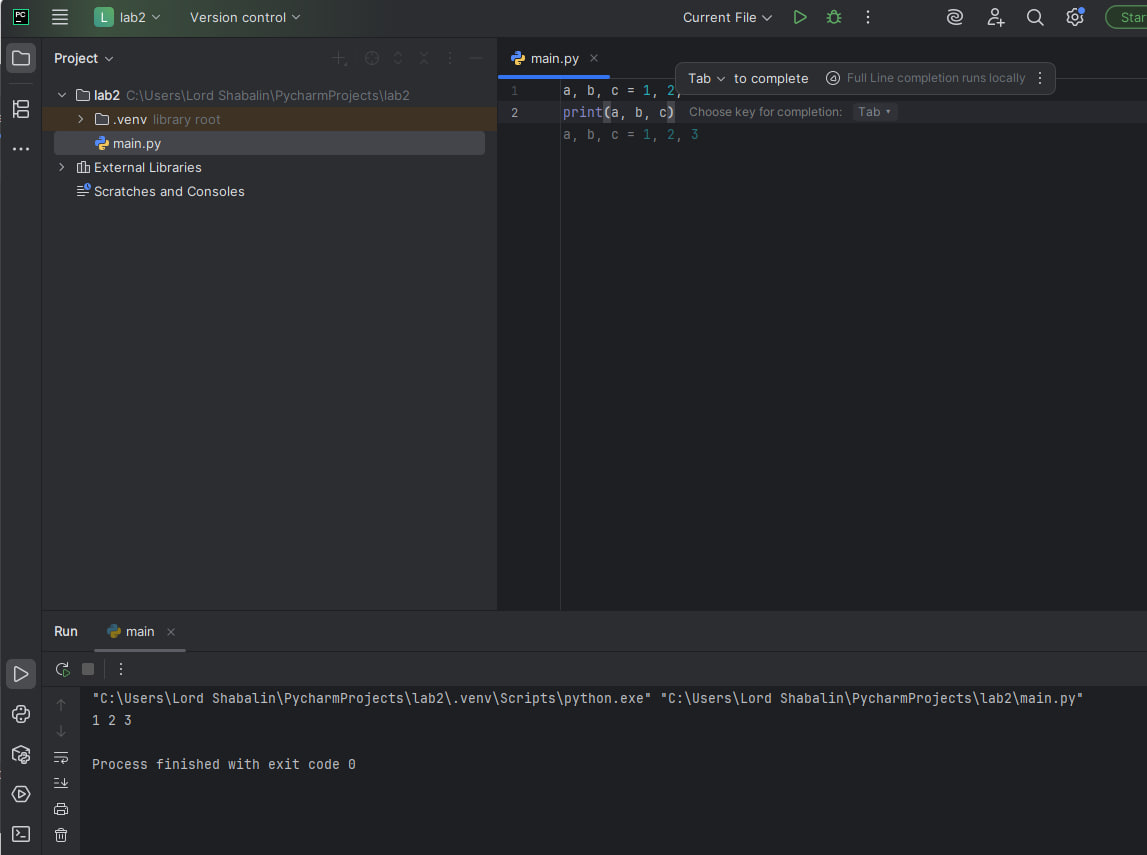 PC
L lab2 Version control Current File Star
Project
main.py
Tab to complete Full Line completion runs locally
lab2 C:\Users\Lord Shabalin\PycharmProjects\lab2
.venv library root
main.py
External Libraries
Scratches and Consoles
1 a, b, c = 1, 2,
2 print(a, b, c) Choose key for completion: Tab
a, b, c = 1, 2, 3
Run main
"C:\Users\Lord Shabalin\PycharmProjects\lab2\.venv\Scripts\python.exe" "C:\Users\Lord Shabalin\PycharmProjects\lab2\main.py"
1 2 3
Process finished with exit code 0